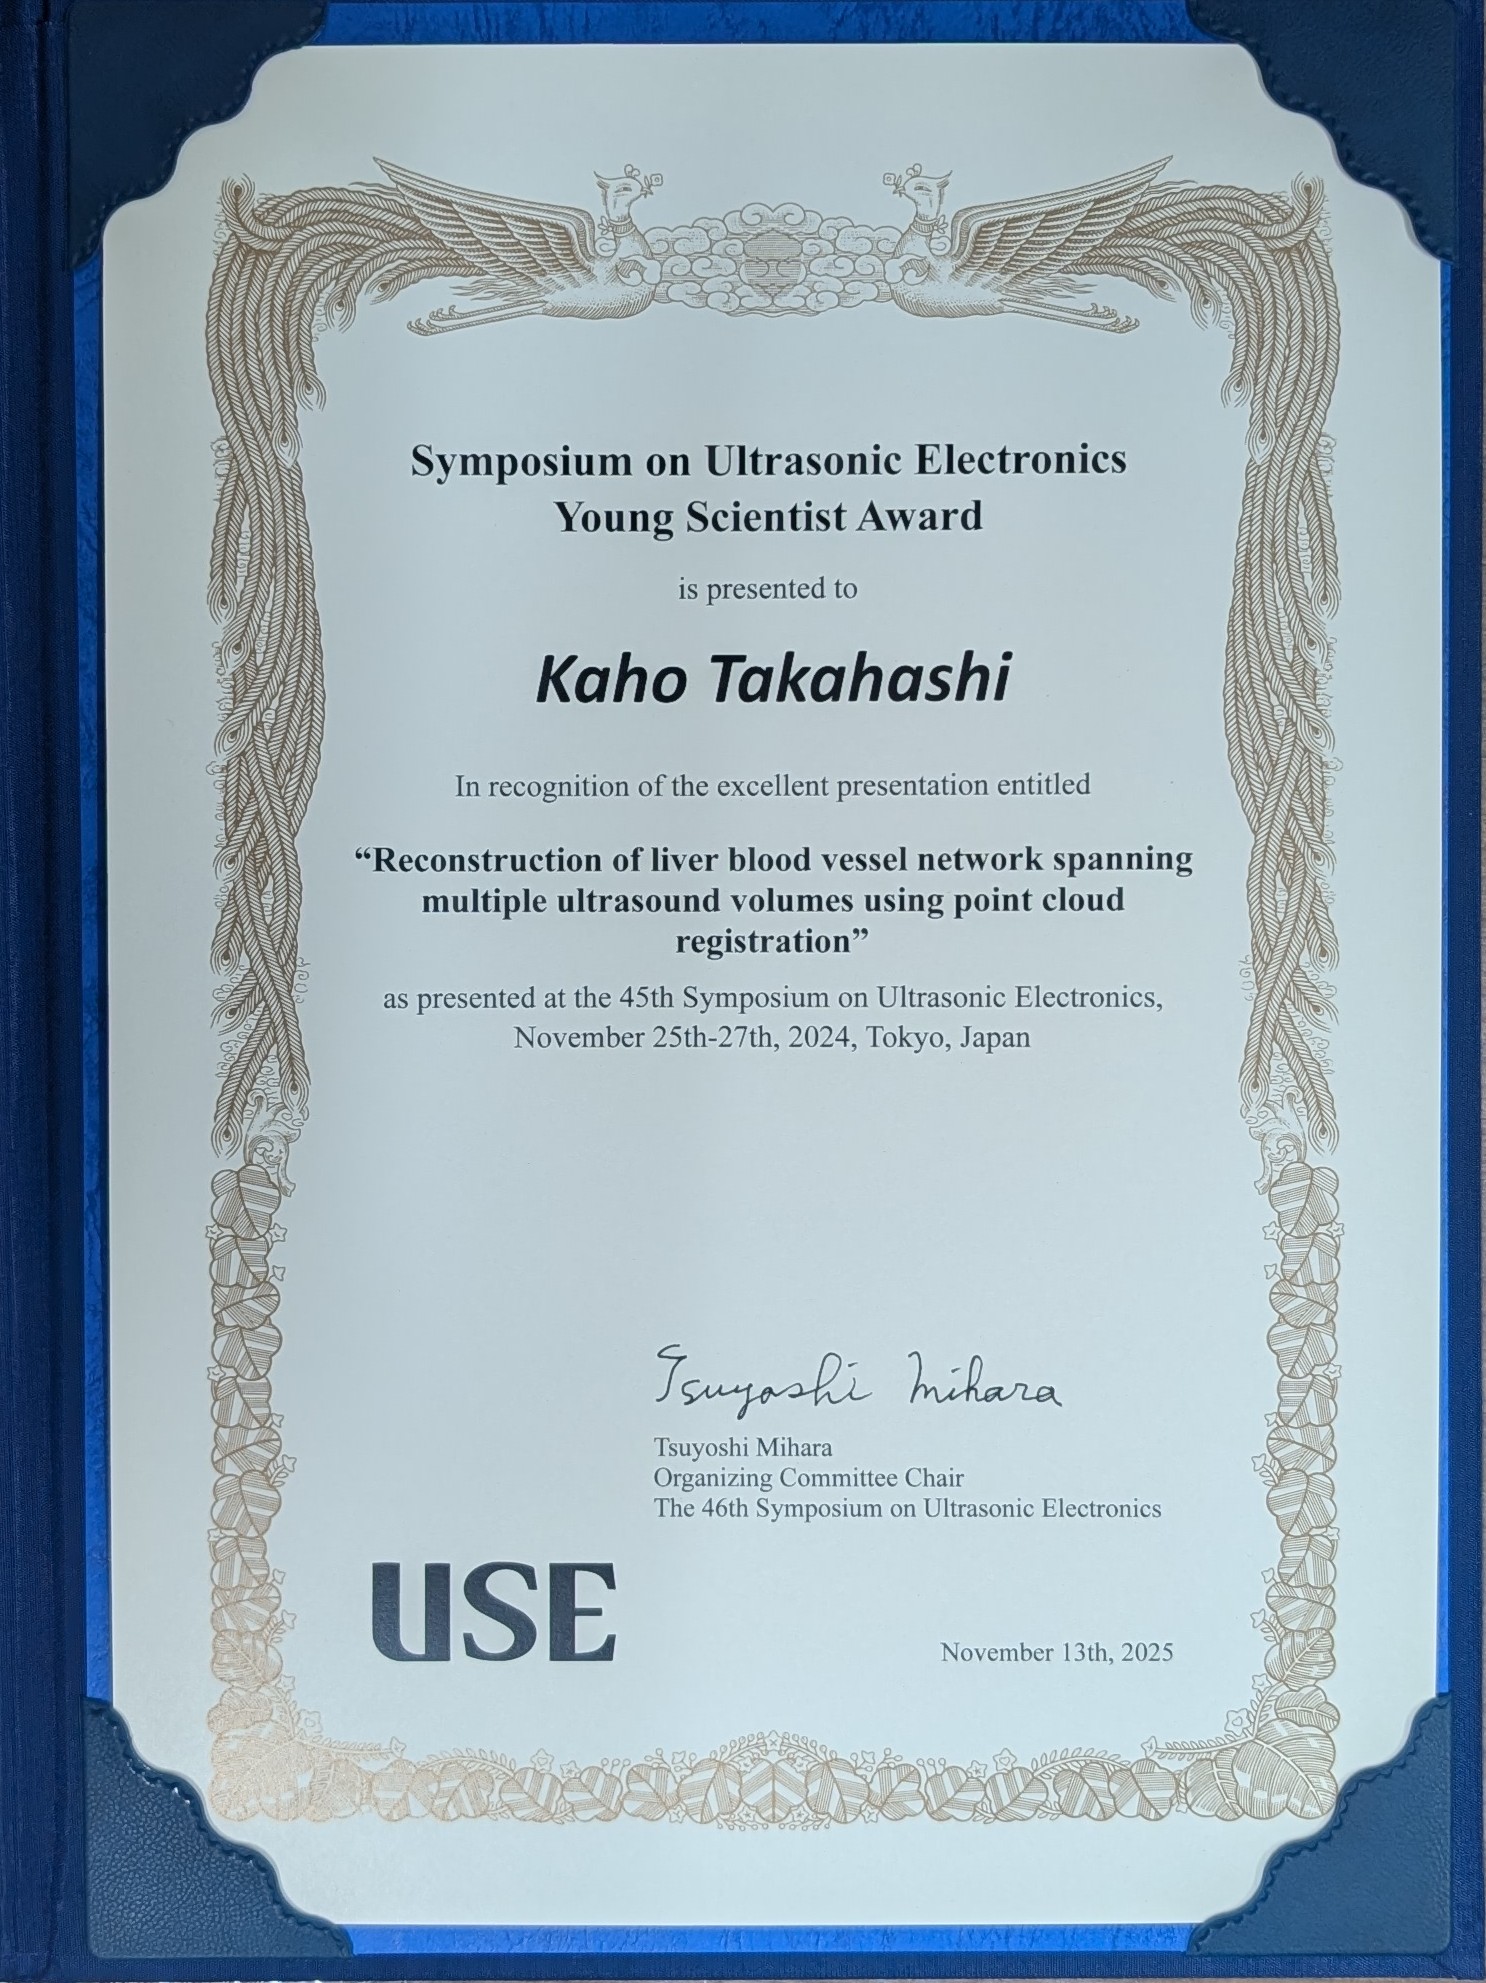 Symposium on Ultrasonic Electronics
Young Scientist Award
is presented to
Kaho Takahashi
In recognition of the excellent presentation entitled
“Reconstruction of liver blood vessel network spanning
multiple ultrasound volumes using point cloud
registration”
as presented at the 45th Symposium on Ultrasonic Electronics,
November 25th-27th, 2024, Tokyo, Japan
Tsuyoshi Mihara
Tsuyoshi Mihara
Organizing Committee Chair
The 46th Symposium on Ultrasonic Electronics
USE
November 13th, 2025